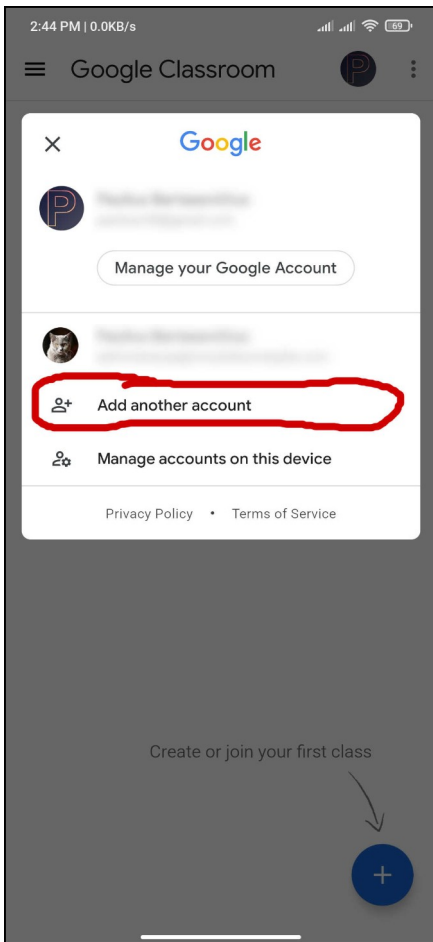 2:44 PM | 0.0KB/s 69
Google Classroom P
Google
P
Manage your Google Account
Add another account
Manage accounts on this device
Privacy Policy • Terms of Service
Create or join your first class